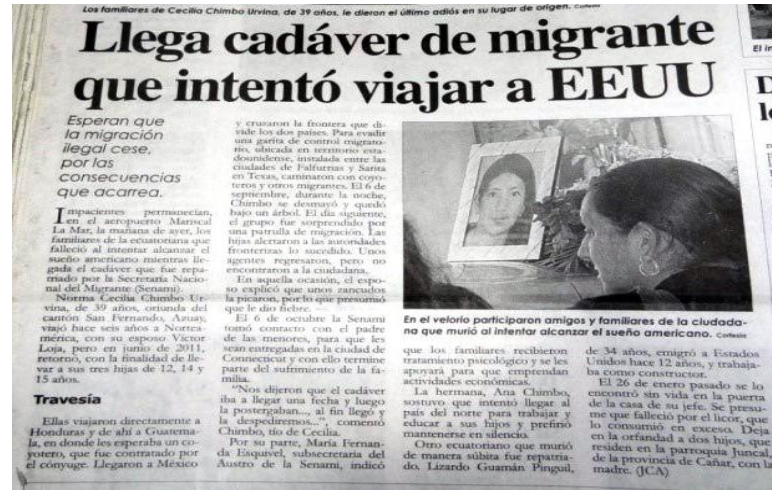 Los familiares de Cecilia Chimbo Urvina, de 39 años, le dieron el último adiós en su lugar de origen. Cortesía
Llega cadáver de migrante
que intentó viajar a EEUU
Esperan que
la migración
ilegal cese,
por las
consecuencias
que acarrea.
Impacientes permanecían,
en el aeropuerto Mariscal
La Mar, la mañana de ayer, los
familiares de la ecuatoriana que
falleció al intentar alcanzar el
sueño americano mientras lle-
gada el cadáver que fue repa-
triado por la Secretaría Nacio-
nal del Migrante (Senami).
Norma Cecilia Chimbo Ur-
vina, de 39 años, oriunda del
cantón San Fernando, Azuay,
viajó hace seis años a Nortea-
mérica, con su esposo Víctor
Loja, pero en junio de 2011,
retornó, con la finalidad de lle-
var a sus tres hijas de 12, 14 y
15 años.
Travesía
Ellas viajaron directamente a
Honduras y de ahí a Guatema-
la, en donde les esperaba un co-
yotero, que fue contratado por
el cónyuge. Llegaron a México
y cruzaron la frontera que di-
vide los dos países. Para evadir
una garita de control migrato-
rio, ubicada en territorio esta-
dounidense, instalada entre las
ciudades de Falfurrias y Sarita
en Texas, caminaron con coyo-
teros y otros migrantes. El 6 de
septiembre, durante la noche,
Chimbo se desmayó y quedó
bajo un árbol. El día siguiente,
el grupo fue sorprendido por
una patrulla de migración. Las
hijas alertaron a las autoridades
fronterizas lo sucedido. Unos
agentes regresaron, pero no
encontraron a la ciudadana.
En aquella ocasión, el espo-
so explicó que unos zancudos
la picaron, por lo que presumió
que le dio fiebre.
El 6 de octubre la Senami
tomó contacto con el padre
de las menores, para que les
sean entregadas en la ciudad de
Connecticut y con ello termine
parte del sufrimiento de la fa-
milia.
"Nos dijeron que el cadáver
iba a llegar una fecha y luego
la postergaban..., al fin llegó y
la despediremos...", comentó
Chimbo, tío de Cecilia.
Por su parte, María Fernan-
da Esquivel, subsecretaria del
Austro de la Senami, indicó
En el velorio participaron amigos y familiares de la ciudada-
na que murió al intentar alcanzar el sueño americano. Cortesía
que los familiares recibieron
tratamiento psicológico y se les
apoyará para que emprendan
actividades económicas.
La hermana, Ana Chimbo,
sostuvo que intentó llegar al
país del norte para trabajar y
educar a sus hijos y prefirió
mantenerse en silencio.
Otro ecuatoriano que murió
de manera súbita fue repatria-
do. Lizardo Guamán Pinguil,
de 34 años, emigró a Estados
Unidos hace 12 años, y trabaja-
ba como constructor.
El 26 de enero pasado se lo
encontró sin vida en la puerta
de la casa de su jefe. Se presu-
me que falleció por el licor, que
lo consumió en exceso. Deja
en la orfandad a dos hijos, que
residen en la parroquia Juncal,
de la provincia de Cañar, con la
madre. (JCA)